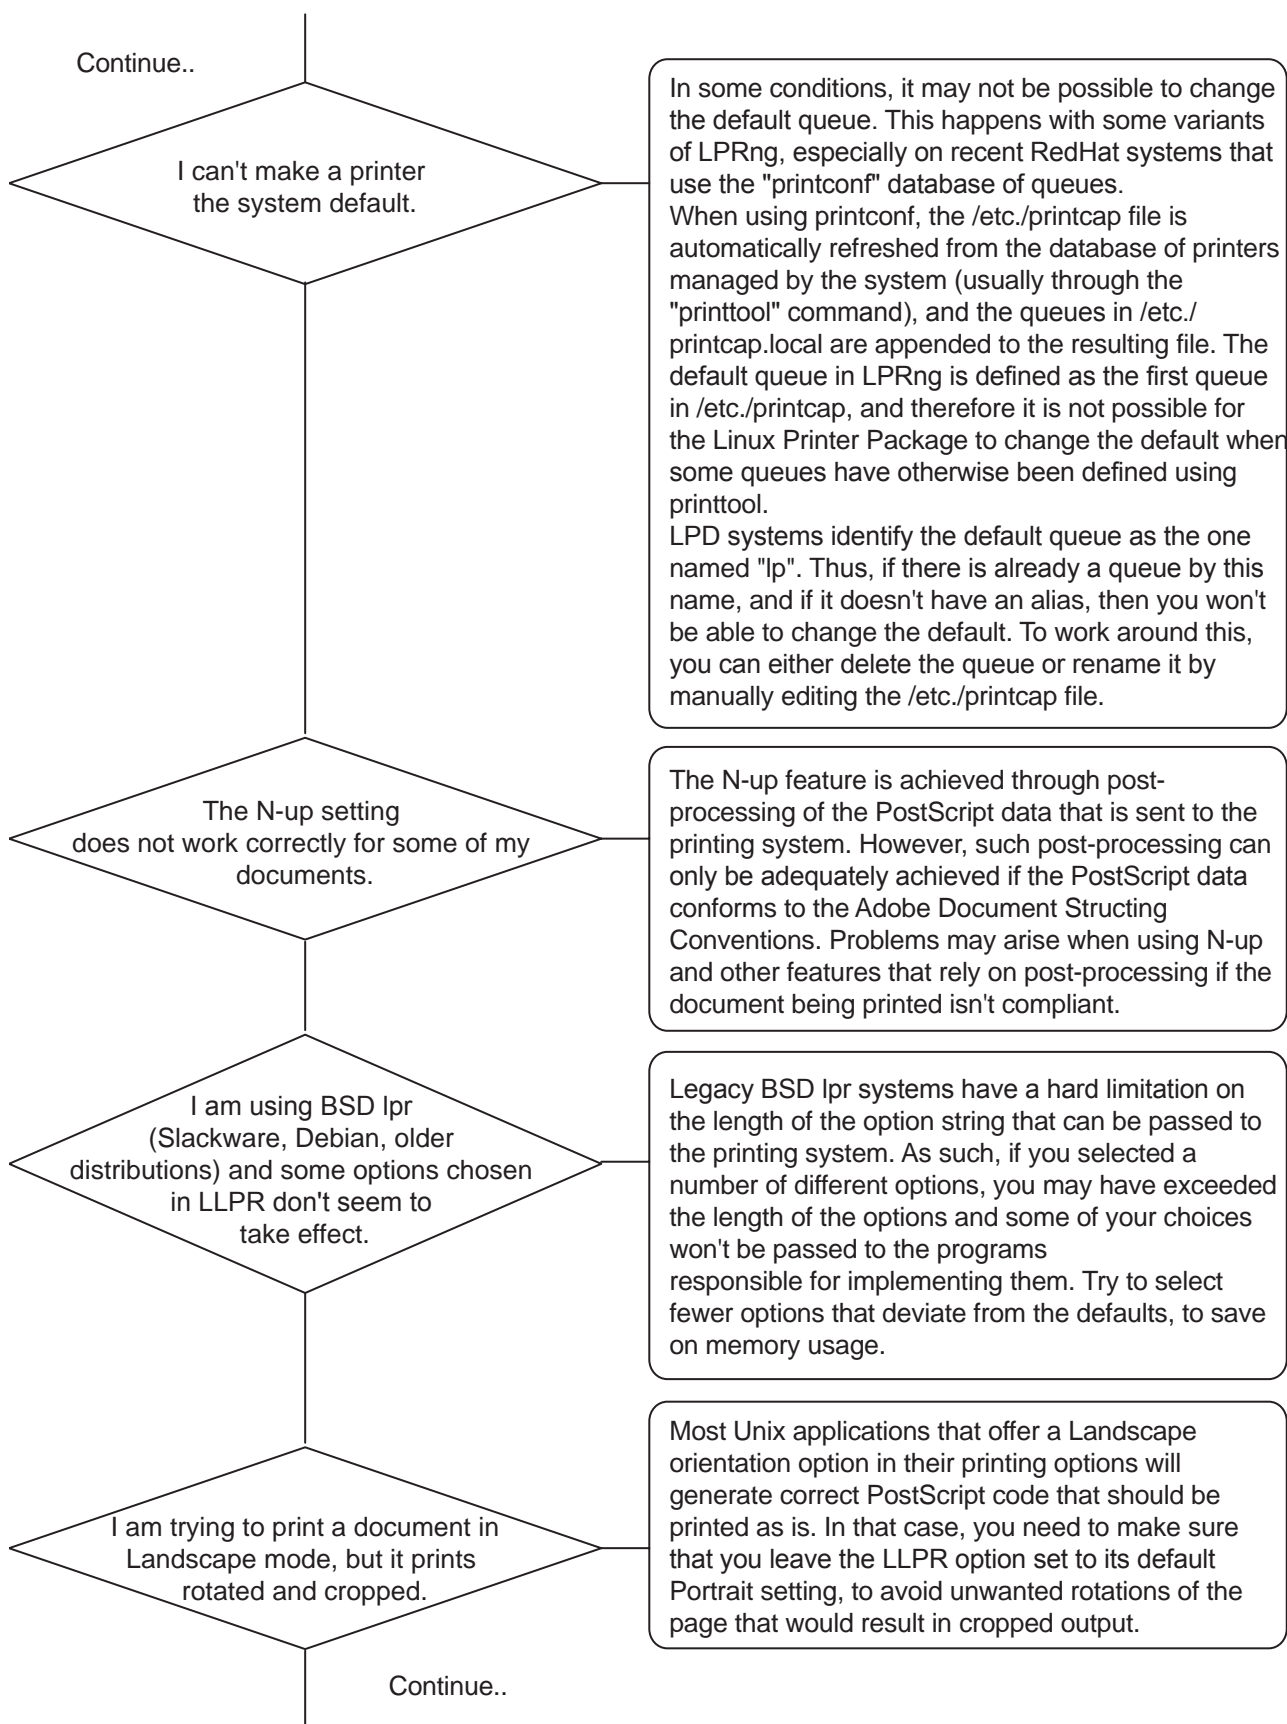 Continue..
I can't make a printer
the system default.
In some conditions, it may not be possible to change
the default queue. This happens with some variants
of LPRng, especially on recent RedHat systems that
use the "printconf" database of queues.
When using printconf, the /etc./printcap file is
automatically refreshed from the database of printers
managed by the system (usually through the
"printtool" command), and the queues in /etc./
printcap.local are appended to the resulting file. The
default queue in LPRng is defined as the first queue
in /etc./printcap, and therefore it is not possible for
the Linux Printer Package to change the default when
some queues have otherwise been defined using
printtool.
LPD systems identify the default queue as the one
named "lp". Thus, if there is already a queue by this
name, and if it doesn't have an alias, then you won't
be able to change the default. To work around this,
you can either delete the queue or rename it by
manually editing the /etc./printcap file.
The N-up setting
does not work correctly for some of my
documents.
The N-up feature is achieved through post-
processing of the PostScript data that is sent to the
printing system. However, such post-processing can
only be adequately achieved if the PostScript data
conforms to the Adobe Document Structing
Conventions. Problems may arise when using N-up
and other features that rely on post-processing if the
document being printed isn't compliant.
I am using BSD lpr
(Slackware, Debian, older
distributions) and some options chosen
in LLPR don't seem to
take effect.
Legacy BSD lpr systems have a hard limitation on
the length of the option string that can be passed to
the printing system. As such, if you selected a
number of different options, you may have exceeded
the length of the options and some of your choices
won't be passed to the programs
responsible for implementing them. Try to select
fewer options that deviate from the defaults, to save
on memory usage.
I am trying to print a document in
Landscape mode, but it prints
rotated and cropped.
Most Unix applications that offer a Landscape
orientation option in their printing options will
generate correct PostScript code that should be
printed as is. In that case, you need to make sure
that you leave the LLPR option set to its default
Portrait setting, to avoid unwanted rotations of the
page that would result in cropped output.
Continue..